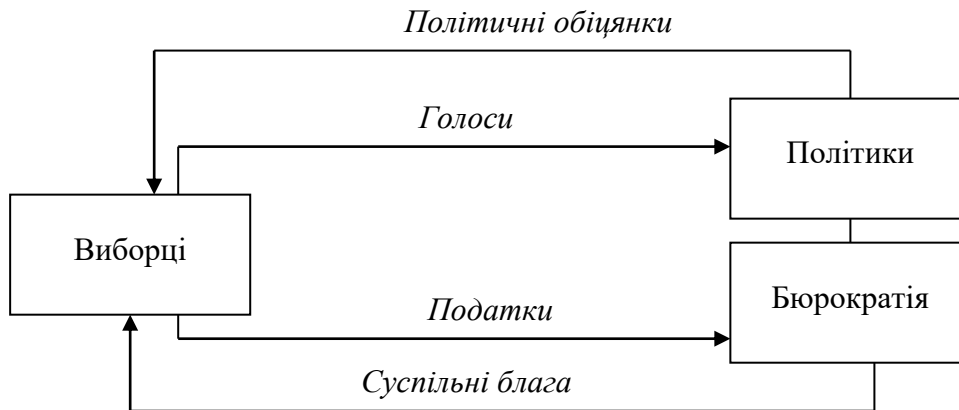 Політичні обіцянки
Голоси
Політики
Виборці
Бюрократія
Податки
Суспільні блага